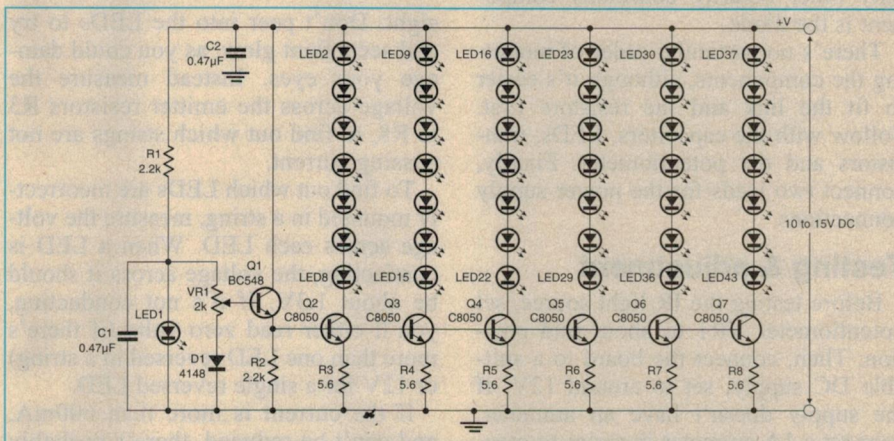 +V
C2
0.47µF
LED2
LED9
LED16
LED23
LED30
LED37
R1
2.2k
10 to 15V DC
Q1
BC548
VR1
2k
LED8
LED15
LED22
LED29
LED36
LED43
C1
0.47µF
LED1
4148
Q2
C8050
Q3
C8050
Q4
C8050
Q5
C8050
Q6
C8050
Q7
C8050
R2
2.2k
R3
5.6
R4
5.6
R5
5.6
R6
5.6
R7
5.6
R8
5.6